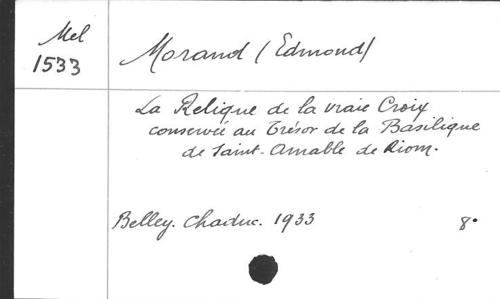 Mel
1533
Morand (Edmond)
La Relique de la vraie Croix
conservée au Trésor de la Basilique
de Saint-Amable de Riom.
Belley. Chaduc. 1933 8°